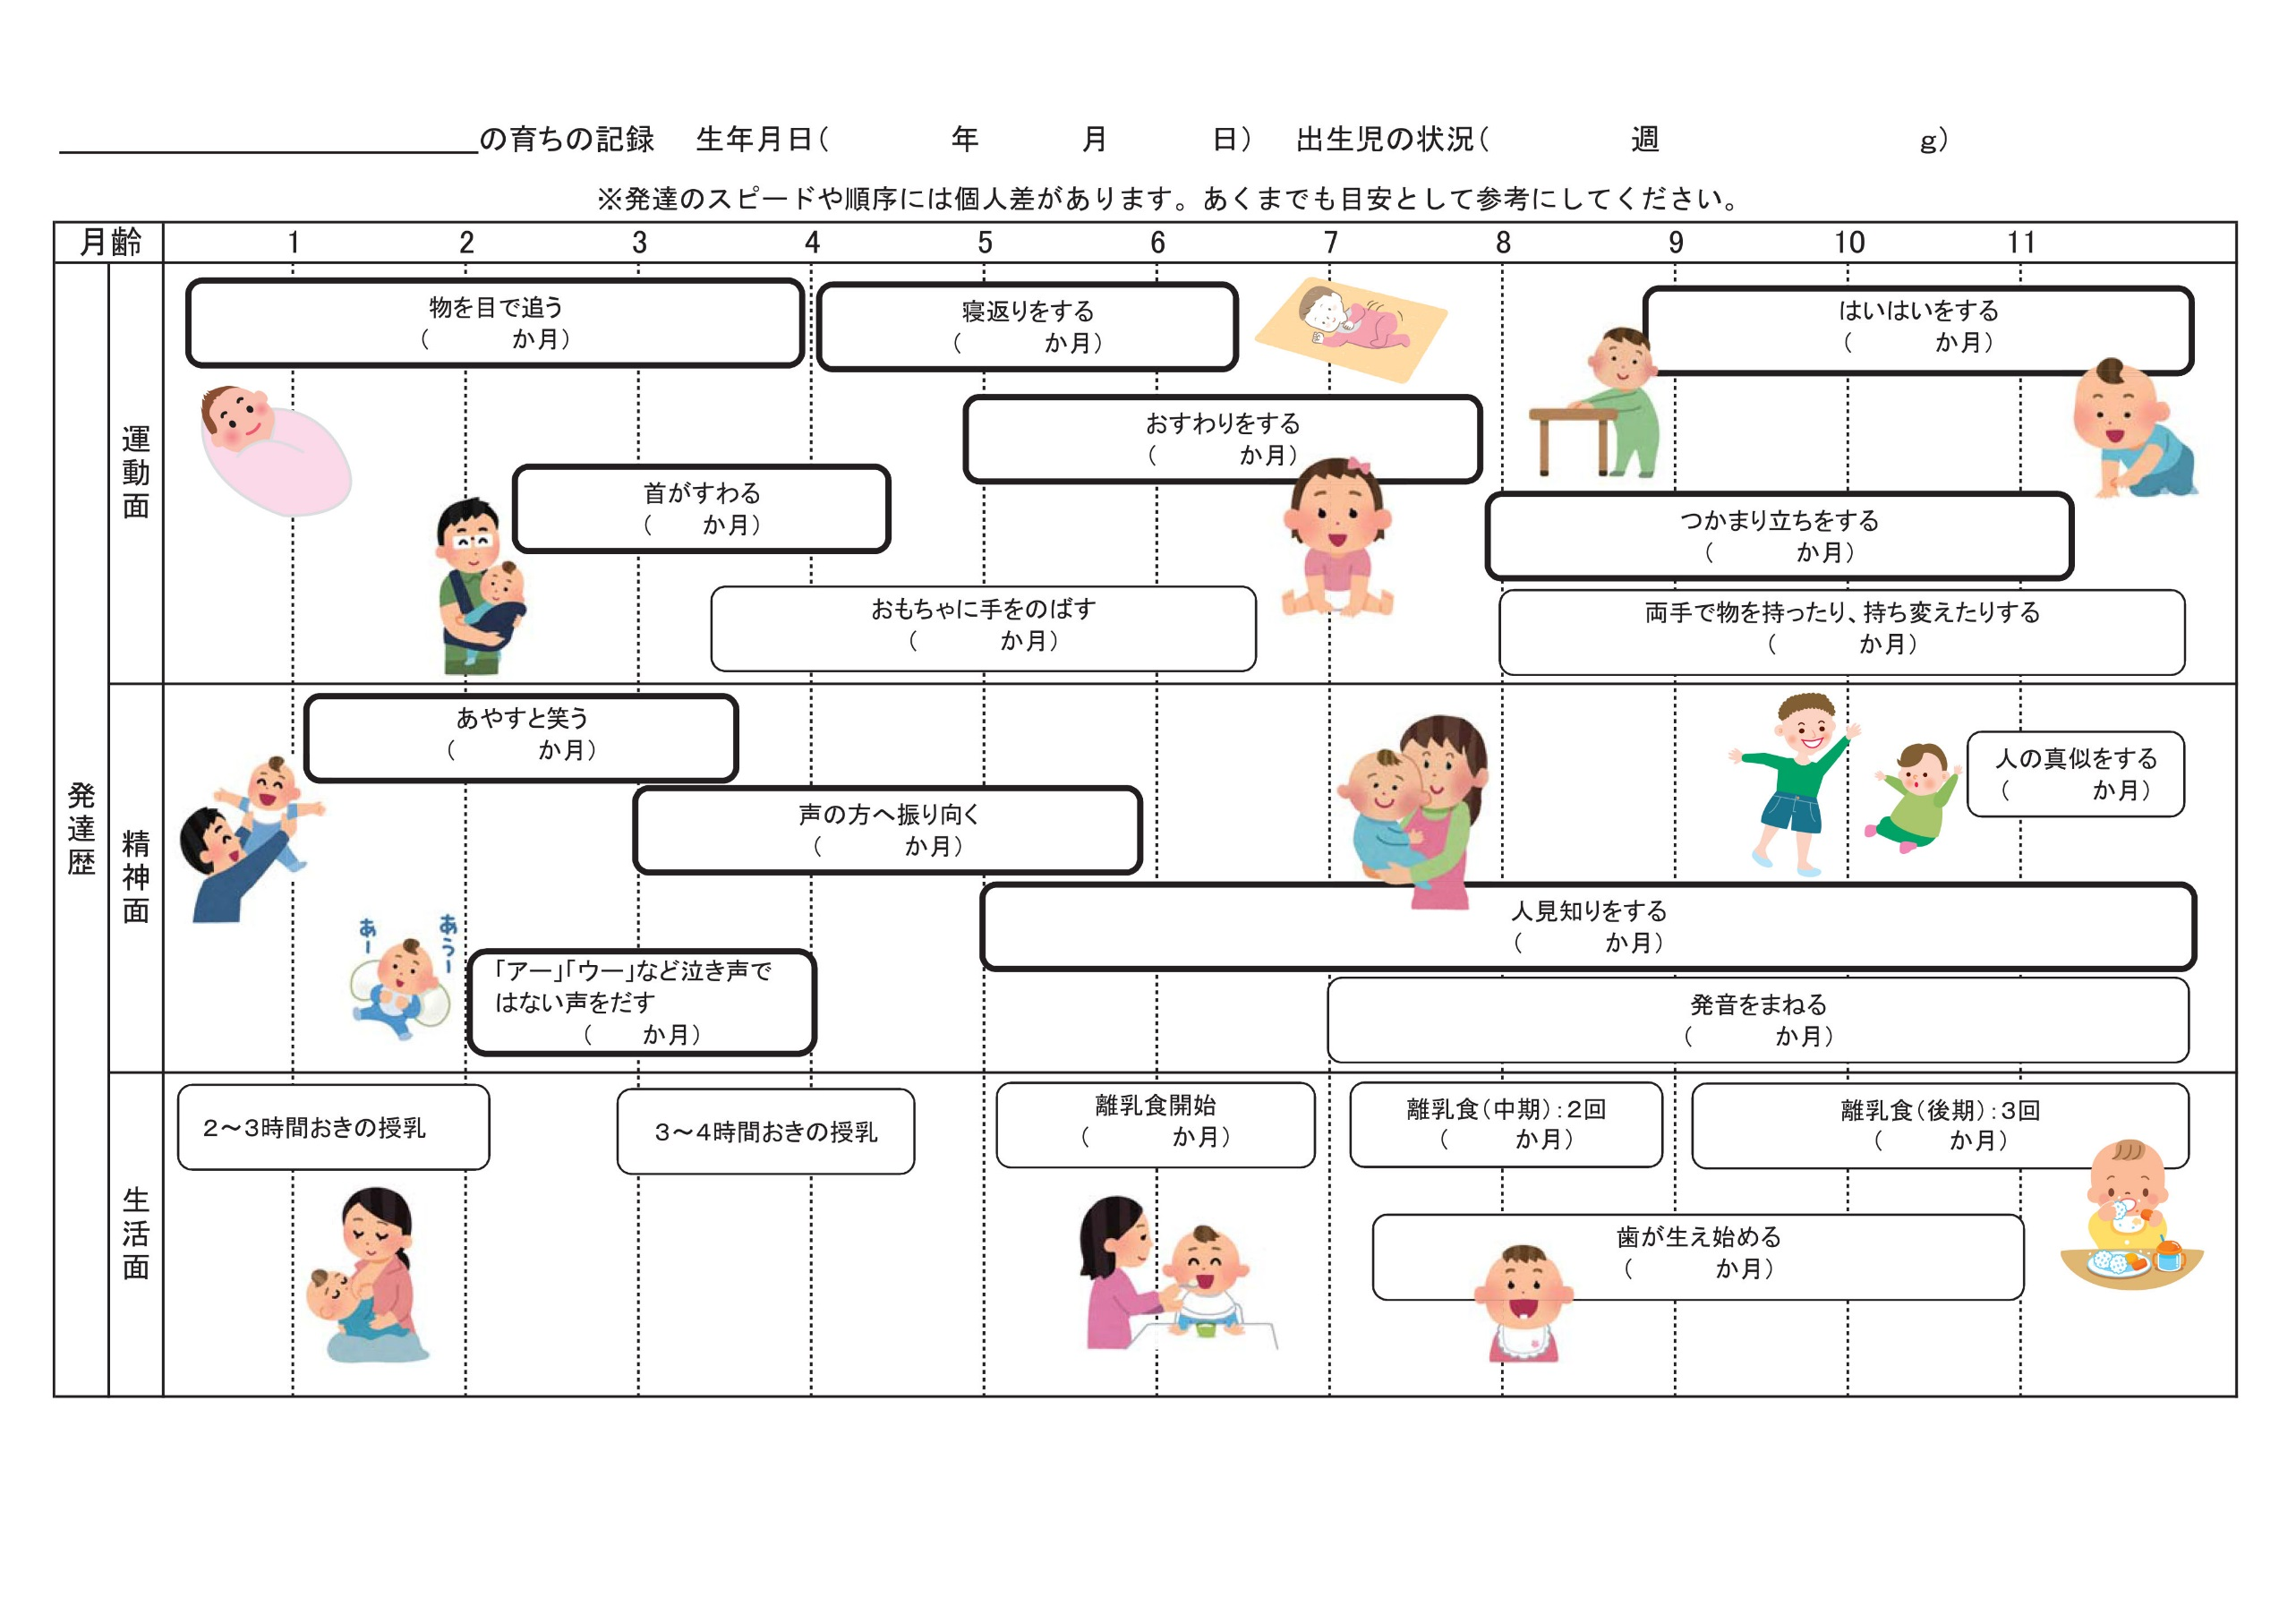 の育ちの記録　生年月日(　　　年　　　月　　　日)　出生児の状況(　　　週　　　g)
※発達のスピードや順序には個人差があります。あくまでも目安として参考にしてください。
月齢 1 2 3 4 5 6 7 8 9 10 11
発達歴
運動面
物を目で追う
(　　　か月)
寝返りをする
(　　　か月)
はいはいをする
(　　　か月)
おすわりをする
(　　　か月)
首がすわる
(　　　か月)
つかまり立ちをする
(　　　か月)
おもちゃに手をのばす
(　　　か月)
両手で物を持ったり、持ち変えたりする
(　　　か月)
精神面
あやすと笑う
(　　　か月)
人の真似をする
(　　　か月)
声の方へ振り向く
(　　　か月)
人見知りをする
(　　　か月)
あー
あうー
「アー」「ウー」など泣き声で
はない声をだす
(　　　か月)
発音をまねる
(　　　か月)
生活面
２～３時間おきの授乳
３～４時間おきの授乳
離乳食開始
(　　　か月)
離乳食(中期):２回
(　　　か月)
離乳食(後期):３回
(　　　か月)
歯が生え始める
(　　　か月)